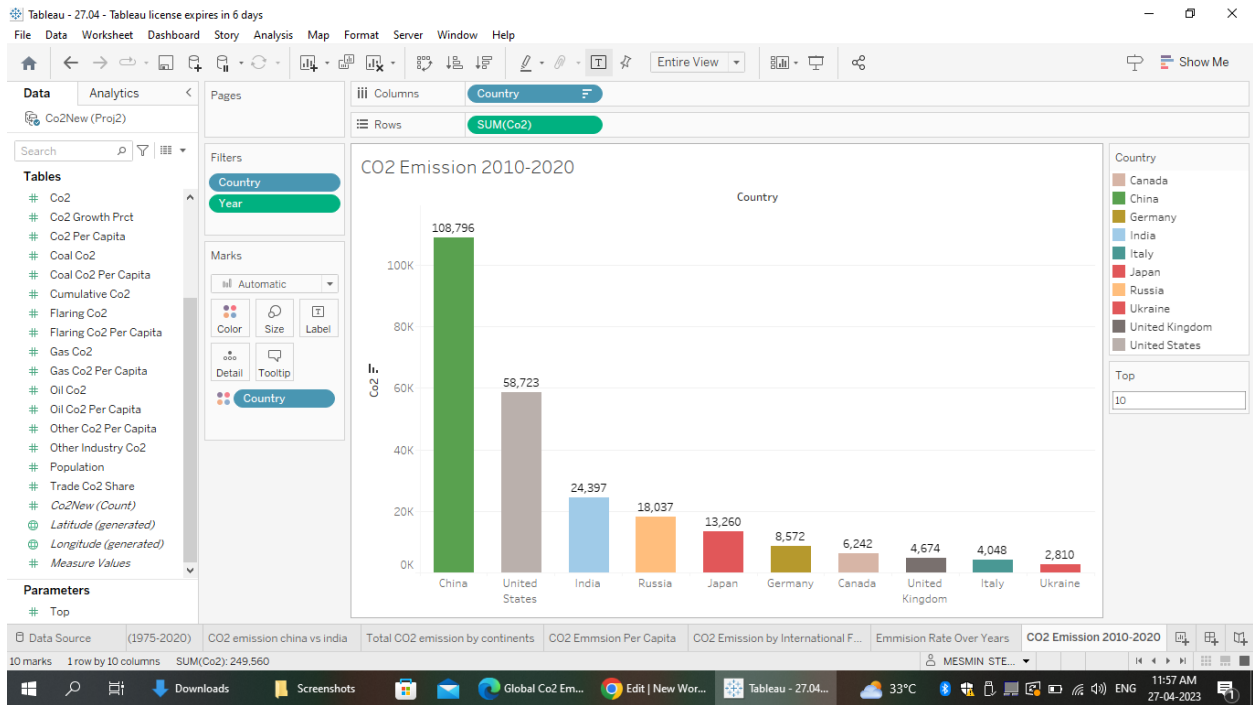 Tableau - 27.04 - Tableau license expires in 6 days
File Data Worksheet Dashboard Story Analysis Map Format Server Window Help
Entire View
Show Me
Data Analytics
Co2New (Proj2)
Search
Tables
Co2
Co2 Growth Prct
Co2 Per Capita
Coal Co2
Coal Co2 Per Capita
Cumulative Co2
Flaring Co2
Flaring Co2 Per Capita
Gas Co2
Gas Co2 Per Capita
Oil Co2
Oil Co2 Per Capita
Other Co2 Per Capita
Other Industry Co2
Population
Trade Co2 Share
Co2New (Count)
Latitude (generated)
Longitude (generated)
Measure Values
Parameters
Top
Pages
Filters
Country
Year
Marks
Automatic
Color Size Label
Detail Tooltip
Country
Columns Country
Rows SUM(Co2)
CO2 Emission 2010-2020
Country
108,796
100K
80K
58,723
60K
Co2
40K
24,397
18,037
20K
13,260
8,572
6,242
4,674
4,048
2,810
0K
China United States India Russia Japan Germany Canada United Kingdom Italy Ukraine
Country
Canada
China
Germany
India
Italy
Japan
Russia
Ukraine
United Kingdom
United States
Top
10
Data Source (1975-2020) CO2 emission china vs india Total CO2 emission by continents CO2 Emmsion Per Capita CO2 Emission by International F... Emmision Rate Over Years CO2 Emission 2010-2020
10 marks 1 row by 10 columns SUM(Co2): 249,560 MESMIN STE...
Downloads Screenshots Global Co2 Em... Edit | New Wor... Tableau - 27.04... 33°C ENG 11:57 AM
27-04-2023
1